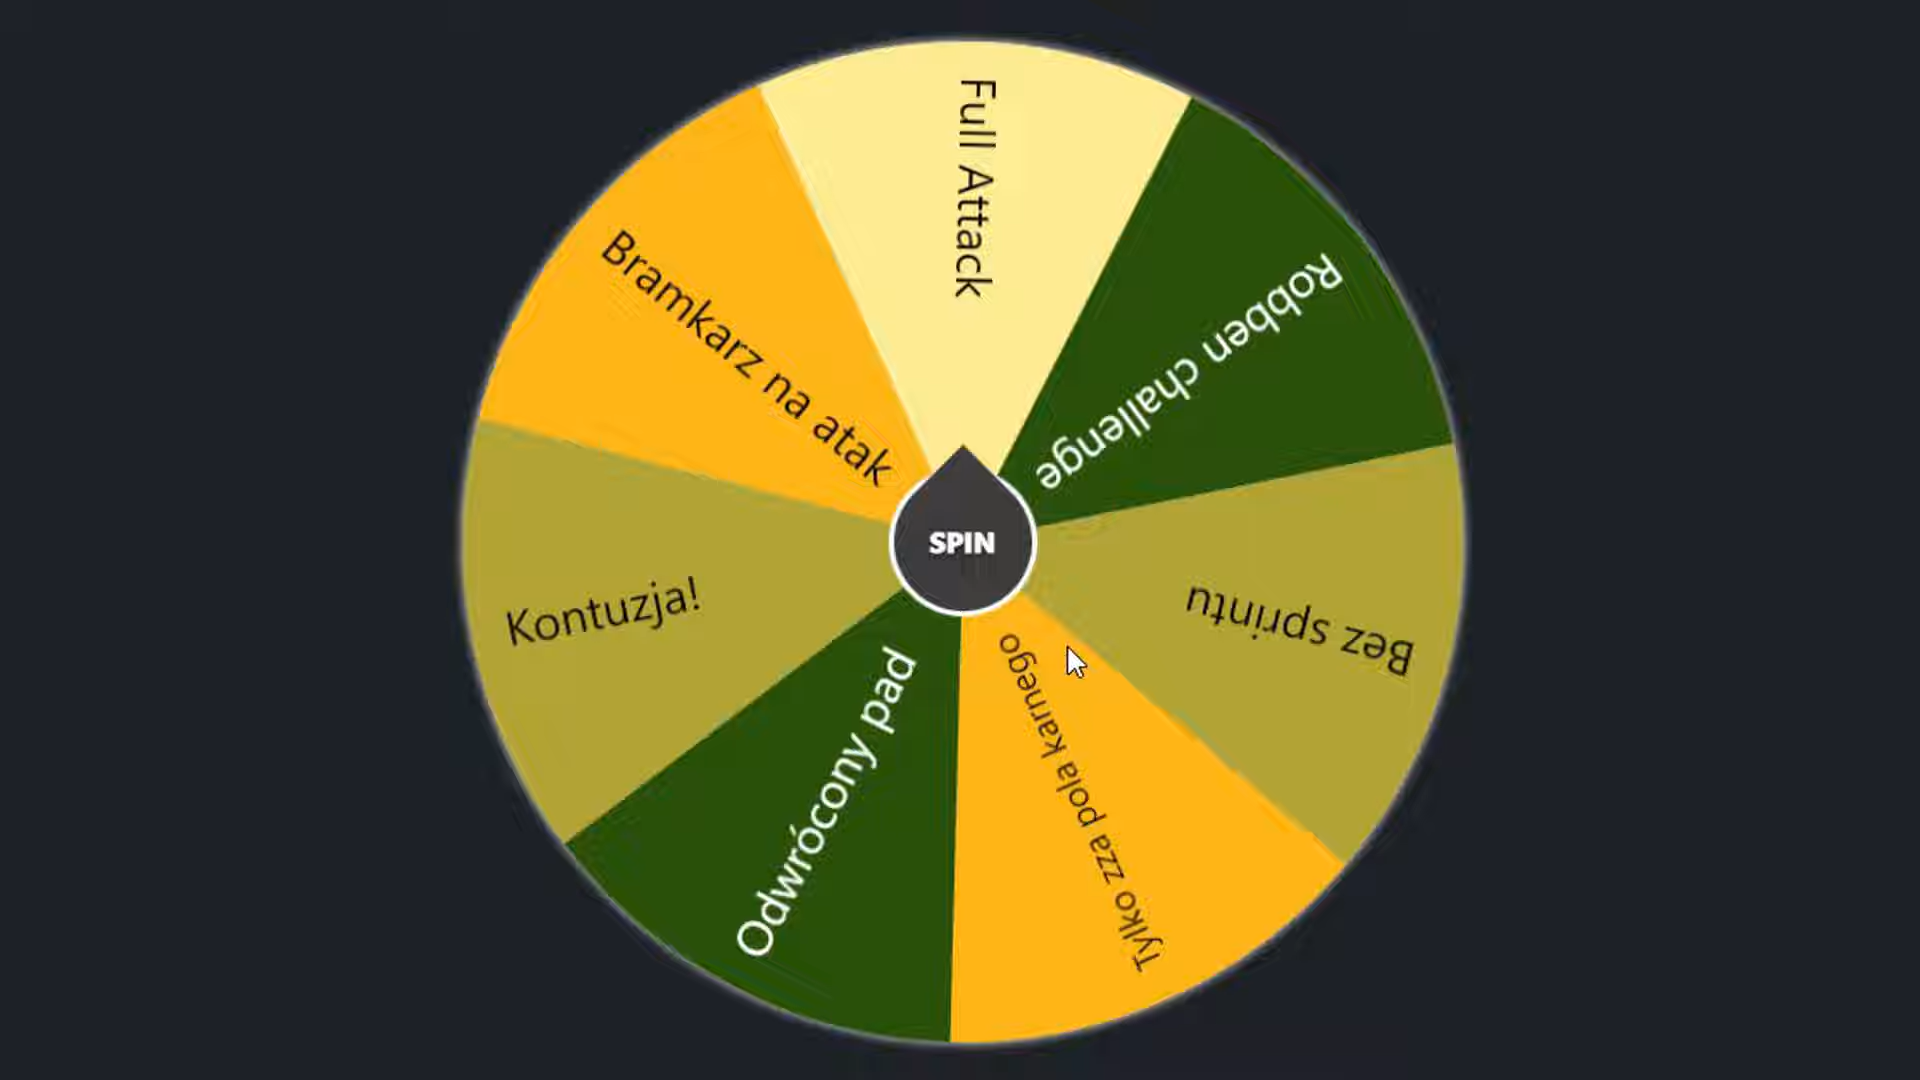 Full Attack
Robben challenge
Bez sprintu
Tylko zza pola karnego
Odwrócony pad
Kontuzja!
Bramkarz na atak
SPIN